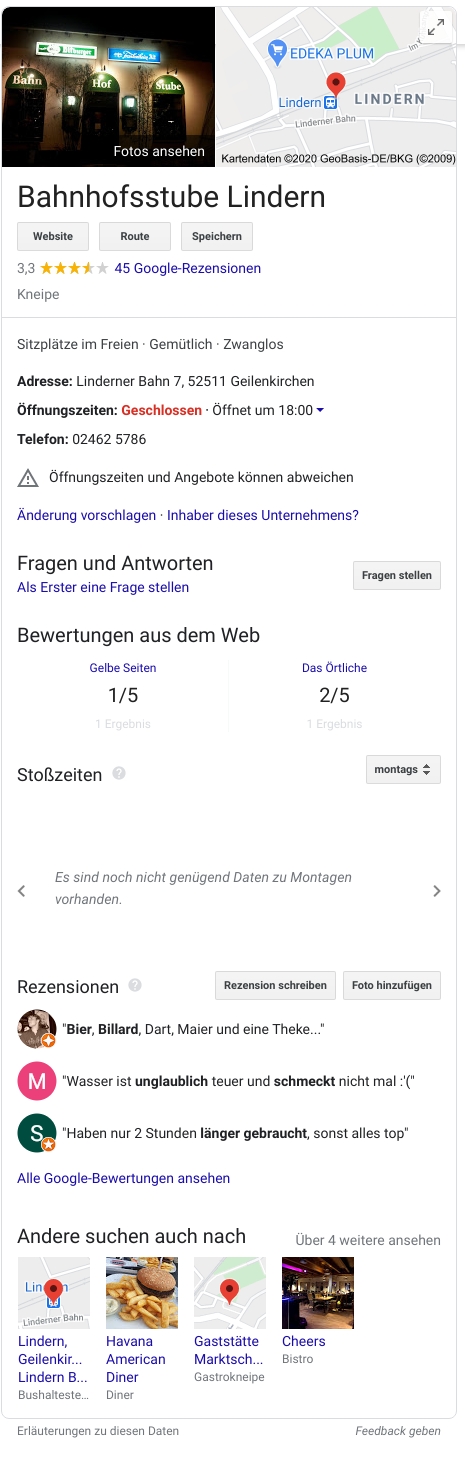 Bitburger
Bahn
Hof
Stube
Fotos ansehen
EDEKA PLUM
Lindern
LINDERN
Linderner Bahn
Kartendaten ©2020 GeoBasis-DE/BKG (©2009)
Bahnhofsstube Lindern
Website Route Speichern
3,3 45 Google-Rezensionen
Kneipe
Sitzplätze im Freien · Gemütlich · Zwanglos
Adresse: Linderner Bahn 7, 52511 Geilenkirchen
Öffnungszeiten: Geschlossen · Öffnet um 18:00
Telefon: 02462 5786
Öffnungszeiten und Angebote können abweichen
Änderung vorschlagen · Inhaber dieses Unternehmens?
Fragen und Antworten
Als Erster eine Frage stellen
Fragen stellen
Bewertungen aus dem Web
Gelbe Seiten Das Örtliche
1/5 2/5
1 Ergebnis 1 Ergebnis
Stoßzeiten ? montags
Es sind noch nicht genügend Daten zu Montagen
vorhanden.
Rezensionen ? Rezension schreiben Foto hinzufügen
"Bier, Billard, Dart, Maier und eine Theke..."
M "Wasser ist unglaublich teuer und schmeckt nicht mal :'("
S "Haben nur 2 Stunden länger gebraucht, sonst alles top"
Alle Google-Bewertungen ansehen
Andere suchen auch nach Über 4 weitere ansehen
Linderner Bahn
Lindern,
Geilenkir...
Lindern B...
Bushalteste...
Havana
American
Diner
Diner
Gaststätte
Marktsch...
Gastrokneipe
Cheers
Bistro
Erläuterungen zu diesen Daten Feedback geben